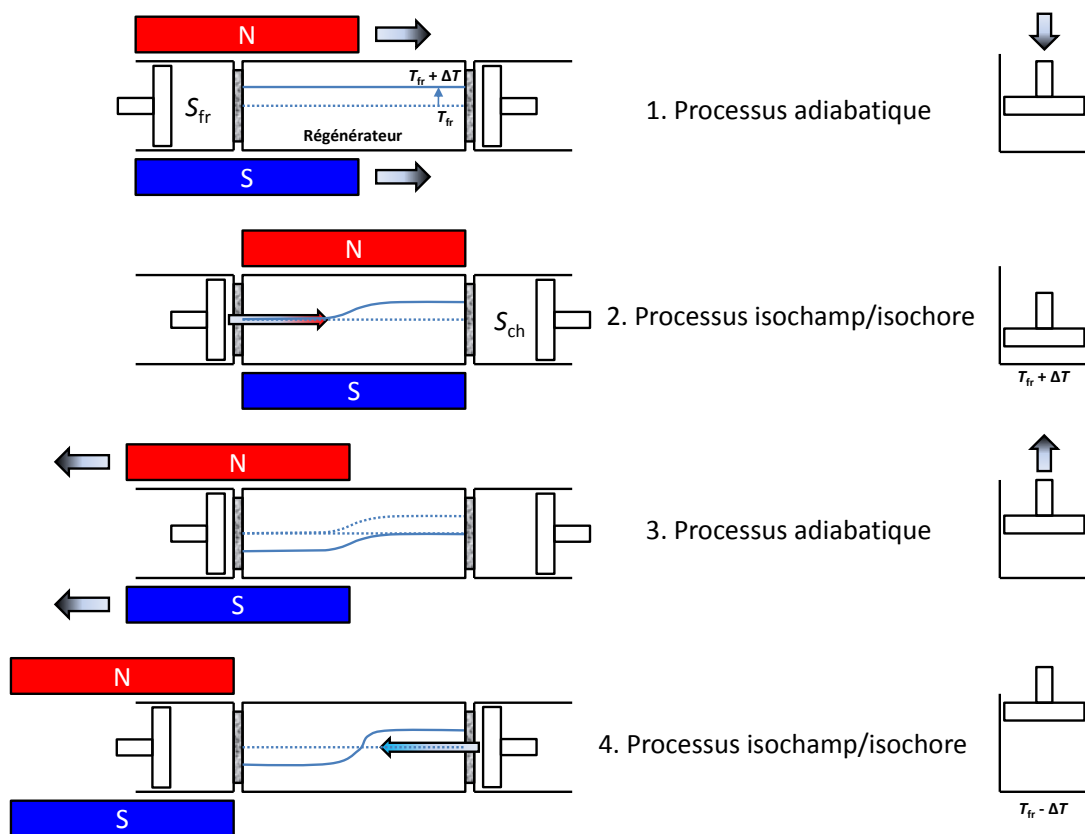 N
T_fr + ΔT
S_fr
T_fr
Régénérateur
S
1. Processus adiabatique
N
S_ch
S
2. Processus isochamp/isochore
T_fr + ΔT
N
S
3. Processus adiabatique
N
S
4. Processus isochamp/isochore
T_fr - ΔT